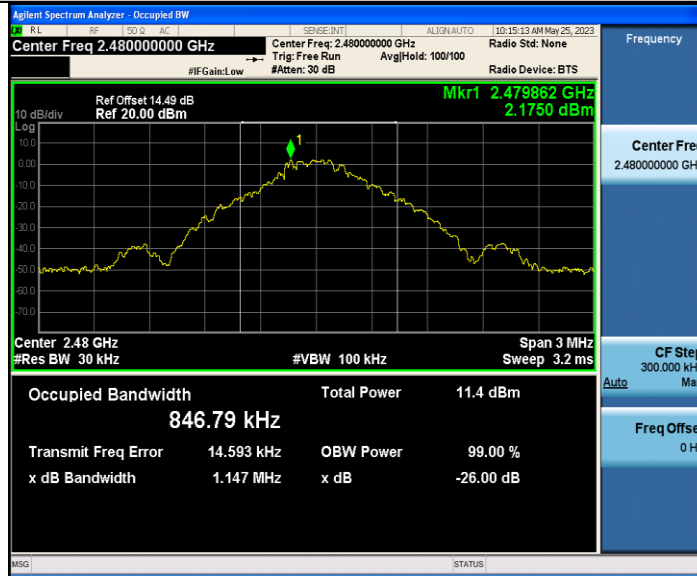 Agilent Spectrum Analyzer - Occupied BW
LXI RL RF 50 Ω AC SENSE:INT ALIGN AUTO 10:15:13 AM May 25, 2023
Center Freq 2.480000000 GHz
Center Freq: 2.480000000 GHz
Radio Std: None
Trig: Free Run Avg|Hold: 100/100
#IFGain:Low #Atten: 30 dB Radio Device: BTS
Frequency
Ref Offset 14.49 dB
Mkr1 2.479862 GHz
10 dB/div Ref 20.00 dBm 2.1750 dBm
Log
10.0
0.00
-10.0
-20.0
-30.0
-40.0
-50.0
-60.0
-70.0
1
Center 2.48 GHz Span 3 MHz
#Res BW 30 kHz #VBW 100 kHz Sweep 3.2 ms
Occupied Bandwidth Total Power 11.4 dBm
846.79 kHz
Transmit Freq Error 14.593 kHz OBW Power 99.00 %
x dB Bandwidth 1.147 MHz x dB -26.00 dB
Center Fre
2.480000000 GH
CF Ste
300.000 kH
Auto Ma
Freq Offse
0 H
MSG STATUS